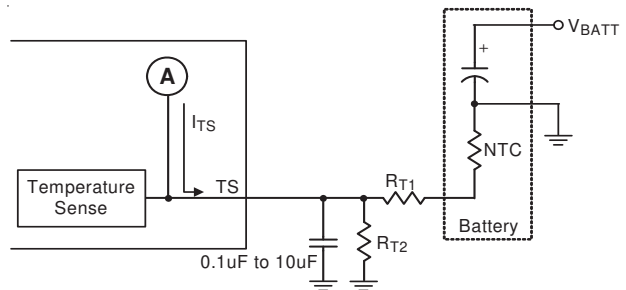 A
I_TS
Temperature
Sense
TS
0.1uF to 10uF
R_T1
R_T2
+
V_BATT
NTC
Battery